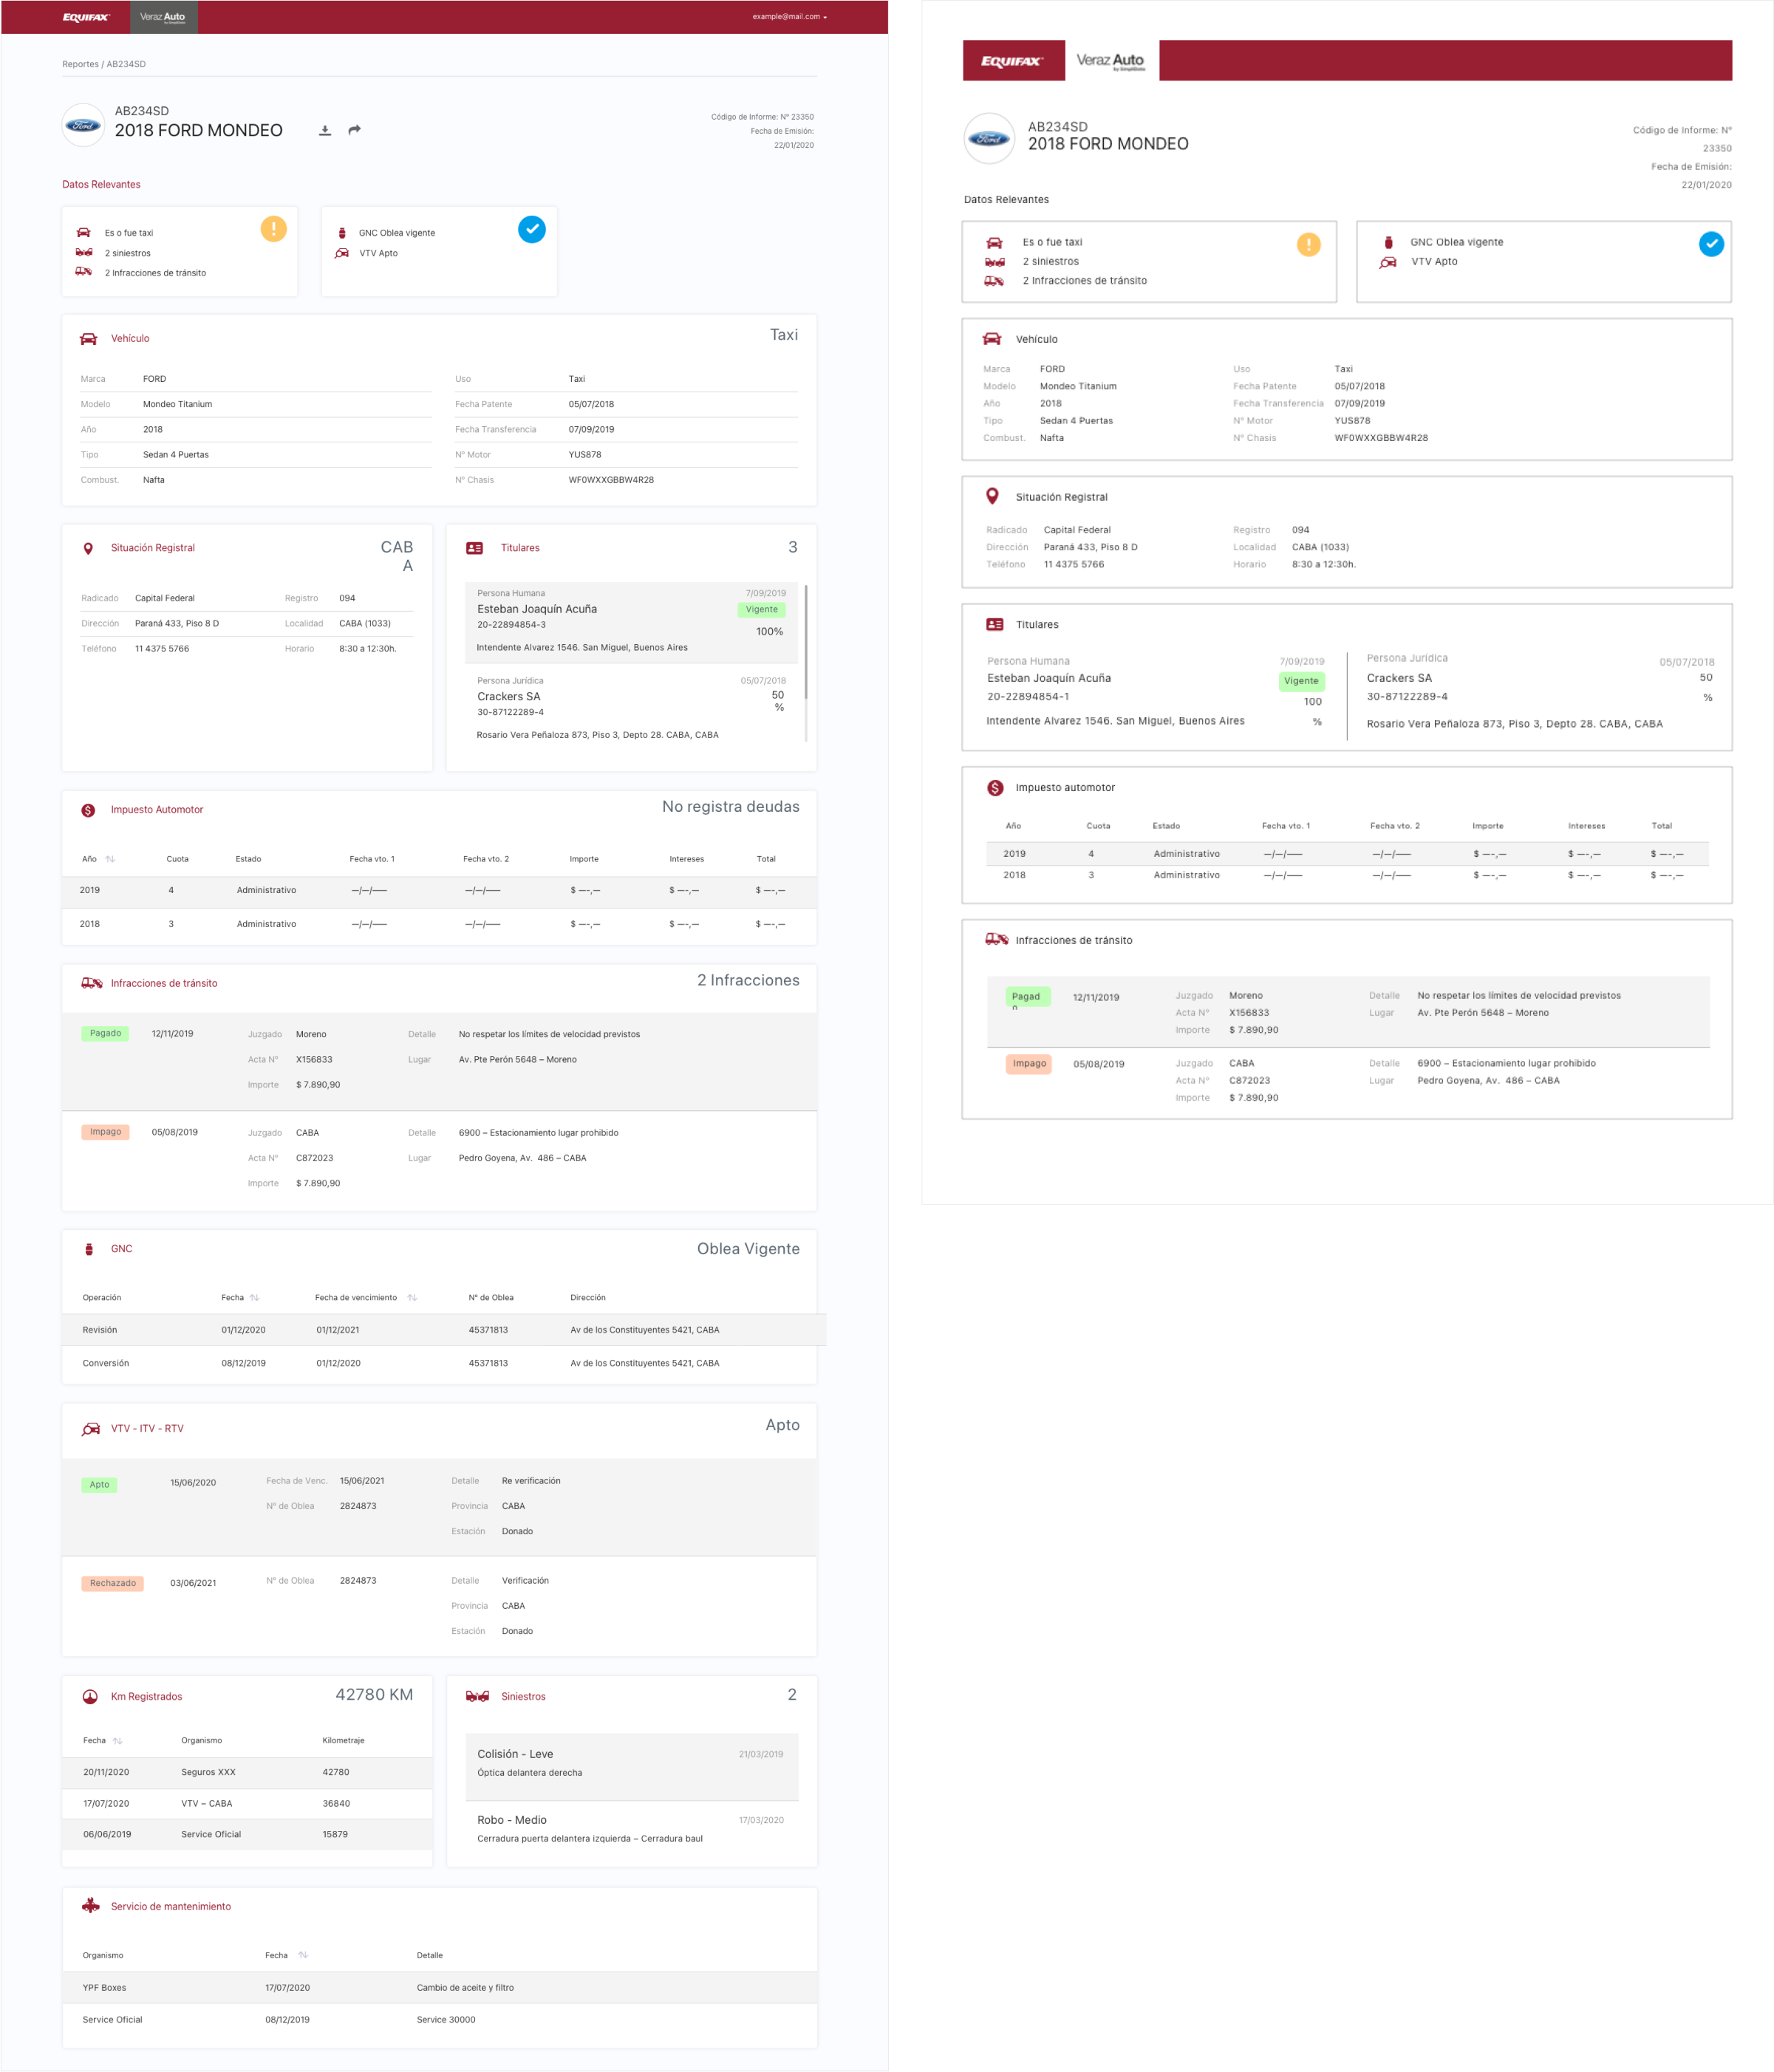 EQUIFAX Veraz Auto example@mail.com
by SimpliData
Reportes / AB234SD
AB234SD
2018 FORD MONDEO
Ford
Código de Informe: N° 23350
Fecha de Emisión:
22/01/2020
Datos Relevantes
Es o fue taxi
2 siniestros
2 Infracciones de tránsito
GNC Oblea vigente
VTV Apto
Vehículo Taxi
Marca FORD Uso Taxi
Modelo Mondeo Titanium Fecha Patente 05/07/2018
Año 2018 Fecha Transferencia 07/09/2019
Tipo Sedan 4 Puertas N° Motor YUS878
Combust. Nafta N° Chasis WF0WXXGBBW4R28
Situación Registral CAB
A
Radicado Capital Federal Registro 094
Dirección Paraná 433, Piso 8 D Localidad CABA (1033)
Teléfono 11 4375 5766 Horario 8:30 a 12:30h.
Titulares 3
Persona Humana 7/09/2019
Esteban Joaquín Acuña Vigente
20-22894854-3 100%
Intendente Alvarez 1546. San Miguel, Buenos Aires
Persona Jurídica 05/07/2018
Crackers SA 50
30-87122289-4 %
Rosario Vera Peñaloza 873, Piso 3, Depto 28. CABA, CABA
Impuesto Automotor No registra deudas
Año Cuota Estado Fecha vto. 1 Fecha vto. 2 Importe Intereses Total
2019 4 Administrativo —/—/—– —/—/—– $ —-,— $ —-,— $ —-,—
2018 3 Administrativo —/—/—– —/—/—– $ —-,— $ —-,— $ —-,—
Infracciones de tránsito 2 Infracciones
Pagado 12/11/2019 Juzgado Moreno Detalle No respetar los límites de velocidad previstos
Acta N° X156833 Lugar Av. Pte Perón 5648 – Moreno
Importe $ 7.890,90
Impago 05/08/2019 Juzgado CABA Detalle 6900 – Estacionamiento lugar prohibido
Acta N° C872023 Lugar Pedro Goyena, Av. 486 – CABA
Importe $ 7.890,90
GNC Oblea Vigente
Operación Fecha Fecha de vencimiento N° de Oblea Dirección
Revisión 01/12/2020 01/12/2021 45371813 Av de los Constituyentes 5421, CABA
Conversión 08/12/2019 01/12/2020 45371813 Av de los Constituyentes 5421, CABA
VTV - ITV - RTV Apto
Apto 15/06/2020 Fecha de Venc. 15/06/2021 Detalle Re verificación
N° de Oblea 2824873 Provincia CABA
Estación Donado
Rechazado 03/06/2021 N° de Oblea 2824873 Detalle Verificación
Provincia CABA
Estación Donado
Km Registrados 42780 KM
Fecha Organismo Kilometraje
20/11/2020 Seguros XXX 42780
17/07/2020 VTV – CABA 36840
06/06/2019 Service Oficial 15879
Siniestros 2
Colisión - Leve 21/03/2019
Óptica delantera derecha
Robo - Medio 17/03/2020
Cerradura puerta delantera izquierda – Cerradura baul
Servicio de mantenimiento
Organismo Fecha Detalle
YPF Boxes 17/07/2020 Cambio de aceite y filtro
Service Oficial 08/12/2019 Service 30000
EQUIFAX Veraz Auto
by SimpliData
Ford
AB234SD
2018 FORD MONDEO
Código de Informe: N°
23350
Fecha de Emisión:
22/01/2020
Datos Relevantes
Es o fue taxi
2 siniestros
2 Infracciones de tránsito
GNC Oblea vigente
VTV Apto
Vehículo
Marca FORD Uso Taxi
Modelo Mondeo Titanium Fecha Patente 05/07/2018
Año 2018 Fecha Transferencia 07/09/2019
Tipo Sedan 4 Puertas N° Motor YUS878
Combust. Nafta N° Chasis WF0WXXGBBW4R28
Situación Registral
Radicado Capital Federal Registro 094
Dirección Paraná 433, Piso 8 D Localidad CABA (1033)
Teléfono 11 4375 5766 Horario 8:30 a 12:30h.
Titulares
Persona Humana 7/09/2019
Esteban Joaquín Acuña Vigente
20-22894854-1 100
Intendente Alvarez 1546. San Miguel, Buenos Aires %
Persona Jurídica 05/07/2018
Crackers SA 50
30-87122289-4 %
Rosario Vera Peñaloza 873, Piso 3, Depto 28. CABA, CABA
Impuesto automotor
Año Cuota Estado Fecha vto. 1 Fecha vto. 2 Importe Intereses Total
2019 4 Administrativo —/—/—– —/—/—– $ —-,— $ —-,— $ —-,—
2018 3 Administrativo —/—/—– —/—/—– $ —-,— $ —-,— $ —-,—
Infracciones de tránsito
Pagad
o
12/11/2019 Juzgado Moreno Detalle No respetar los límites de velocidad previstos
Acta N° X156833 Lugar Av. Pte Perón 5648 – Moreno
Importe $ 7.890,90
Impago 05/08/2019 Juzgado CABA Detalle 6900 – Estacionamiento lugar prohibido
Acta N° C872023 Lugar Pedro Goyena, Av. 486 – CABA
Importe $ 7.890,90